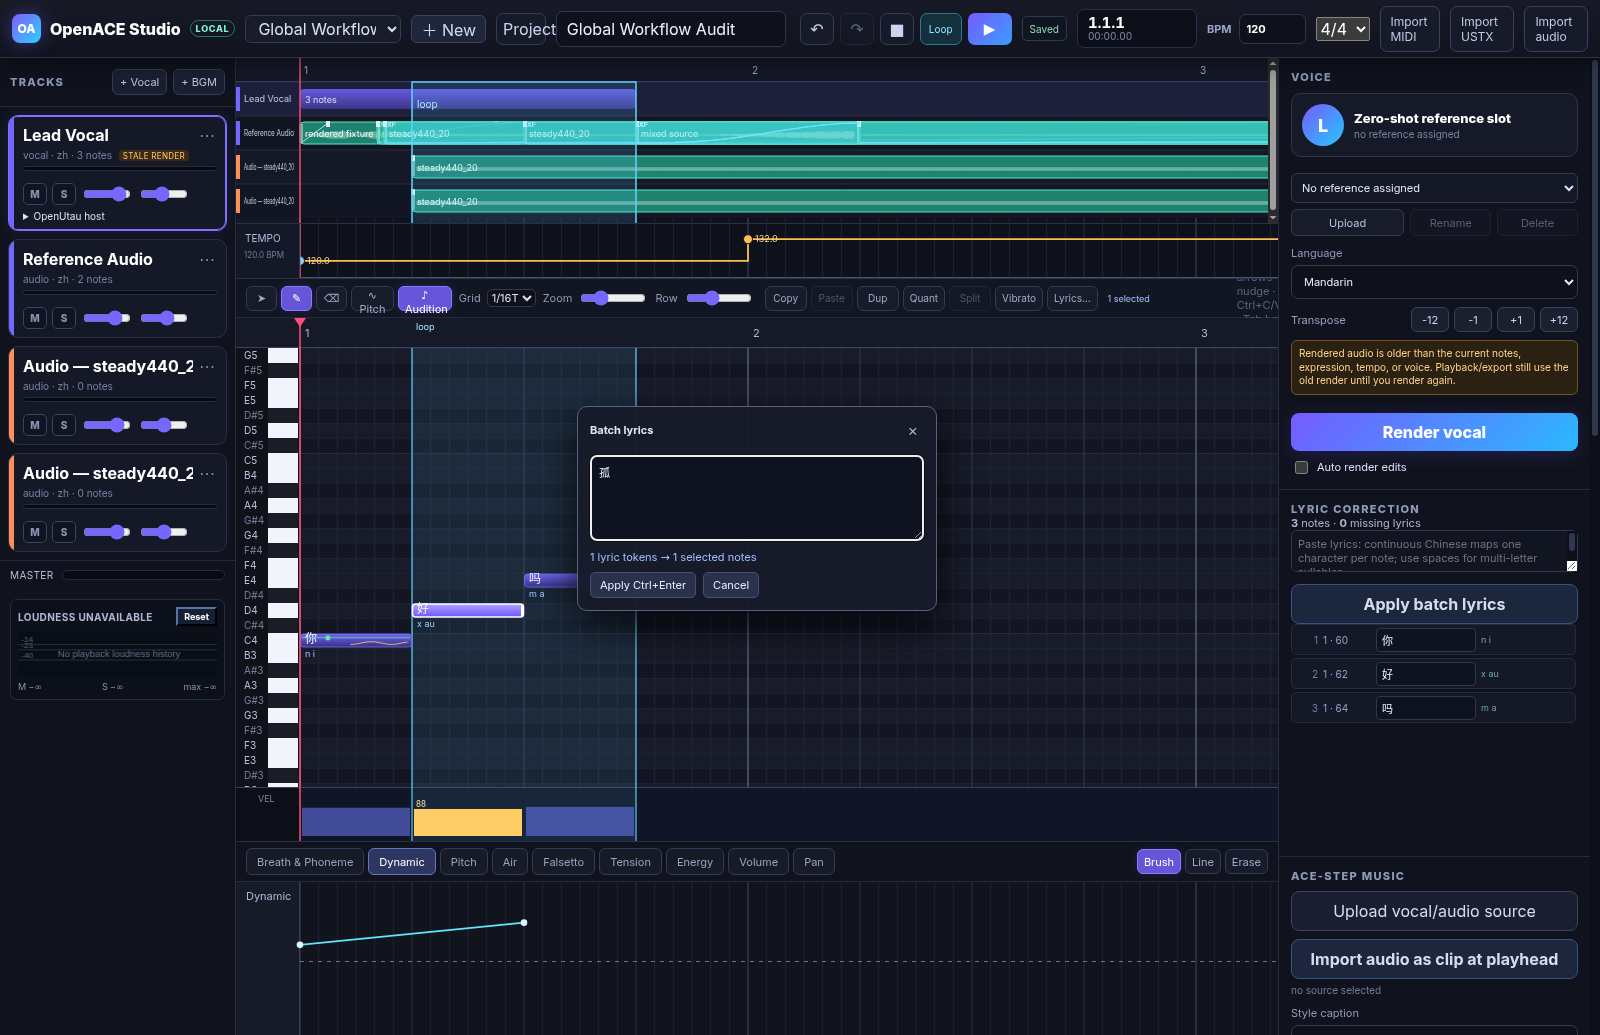 OA OpenACE Studio LOCAL Global Workflow + New Project Global Workflow Audit ↶ ↷ ■ Loop ▶ Saved 1.1.1 00:00.00 BPM 120 4/4 Import MIDI Import USTX Import audio
TRACKS + Vocal + BGM
Lead Vocal ⋯
vocal · zh · 3 notes STALE RENDER
M S
▶ OpenUtau host
Reference Audio ⋯
audio · zh · 2 notes
M S
Audio — steady440_2 ⋯
audio · zh · 0 notes
M S
Audio — steady440_2 ⋯
audio · zh · 0 notes
M S
MASTER
LOUDNESS UNAVAILABLE Reset
-14
-23
-40
No playback loudness history
M −∞ S −∞ max −∞
1 2 3
Lead Vocal 3 notes loop
Reference Audio rendered fixture XF steady440_20 XF steady440_20 XF mixed source
Audio — steady440_20 steady440_20
Audio — steady440_20 steady440_20
TEMPO
120.0 BPM
120.0 132.0
Pitch ♪ Audition Grid 1/16T Zoom Row Copy Paste Dup Quant Split Vibrato Lyrics... 1 selected
nudge ·
Ctrl+C/V
loop
1 2 3
G5
F#5
F5
E5
D#5
D5
C#5
C5
B4
A#4
A4
G#4
G4
F#4
F4
E4 吗
D#4 m a
D4 好
C#4 x au
C4 你
B3 n i
A#3
A3
G#3
G3
F#3
F3
E3
D#3
Batch lyrics ×
孤
1 lyric tokens → 1 selected notes
Apply Ctrl+Enter Cancel
VEL 88
Breath & Phoneme Dynamic Pitch Air Falsetto Tension Energy Volume Pan Brush Line Erase
Dynamic
VOICE
L Zero-shot reference slot
no reference assigned
No reference assigned
Upload Rename Delete
Language
Mandarin
Transpose -12 -1 +1 +12
Rendered audio is older than the current notes,
expression, tempo, or voice. Playback/export still use the
old render until you render again.
Render vocal
Auto render edits
LYRIC CORRECTION
3 notes · 0 missing lyrics
Paste lyrics: continuous Chinese maps one
character per note; use spaces for multi-letter
Apply batch lyrics
1 1 · 60 你 n i
2 1 · 62 好 x au
3 1 · 64 吗 m a
ACE-STEP MUSIC
Upload vocal/audio source
Import audio as clip at playhead
no source selected
Style caption